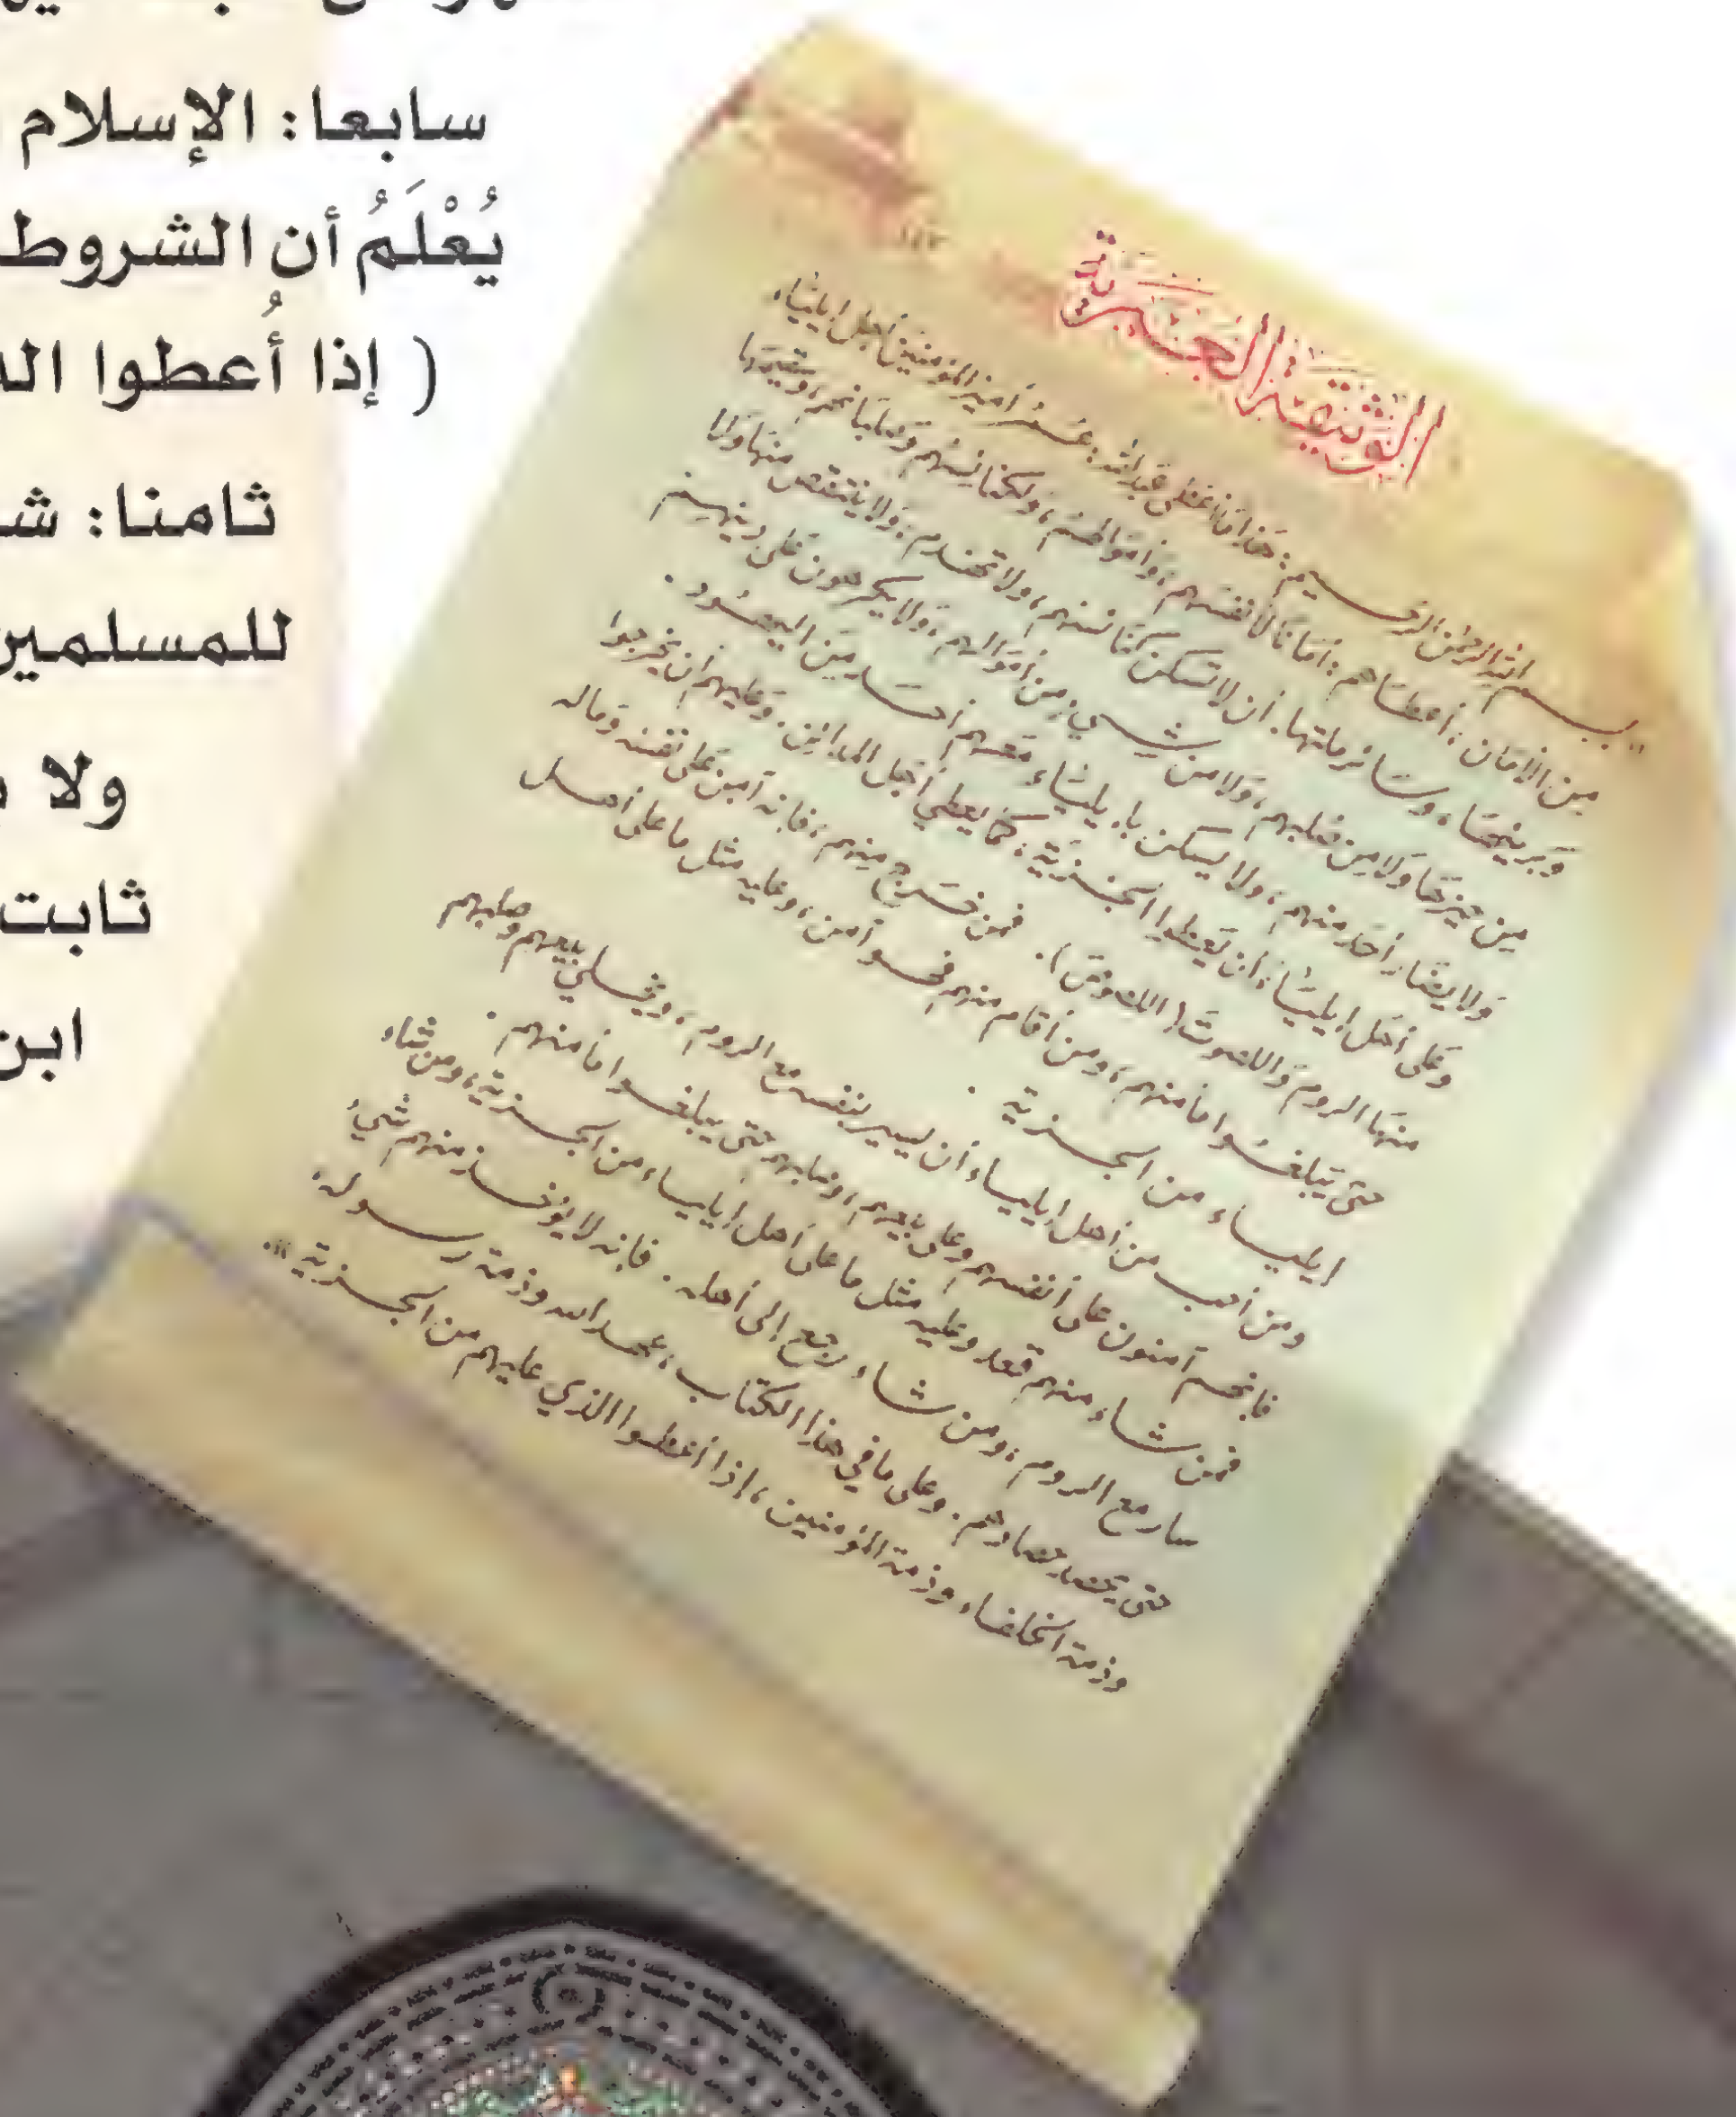 سابعا: الإسلام
يُعْلَمُ أن الشروط
( إذا أُعطوا
ثامنا:
للمسلمين
ولا
ثابت
ابن
الوثيقة العمرية
"بسم الله الرحمن الرحيم: هذا ما أعطى عبد الله: عمر أمير المؤمنين أهل إيلياء،
من الأمان: أعطاهم: أمانًا لأنفسهم، وأموالهم، ولكنائسهم وصلبانهم، وسقيمها
وبريئها، وسائر ملتها. أن لا تسكن كنائسهم، ولا تهدم، ولا ينتقص منها ولا
من حيزها ولا من صلبهم، ولا من شيء من أموالهم، ولا يكرهون على دينهم
ولا يضار أحد منهم، ولا يسكن بإيلياء معهم أحد من اليهود.
وعلى أهل إيلياء: أن يعطوا الجزية: كما يعطي أهل المدائن. وعليهم أن يخرجوا
منها الروم واللصوت (اللصوص). فمن خرج منهم، فإنه آمن على نفسه وماله
حتى يبلغوا مأمنهم، ومن أقام منهم فهو آمن، وعليه مثل ما على أهل
إيلياء من الجزية.
ومن أحب من أهل إيلياء أن يسير بنفسه مع الروم، ويخلي بيعهم وصلبهم
فإنهم آمنون على أنفسهم وعلى بيعهم، وصلبهم حتى يبلغوا مأمنهم.
فمن شاء منهم قعد وعليه مثل ما على أهل إيلياء من الجزية، ومن شاء
سار مع الروم، ومن شاء رجع إلى أهله. فإنه لا يؤخذ منهم شيء
حتى يحصد حصادهم. وعلى ما في هذا الكتاب، عهد الله وذمة رسوله،
وذمة الخلفاء وذمة المؤمنين، إذا أعطوا الذي عليهم من الجزية".